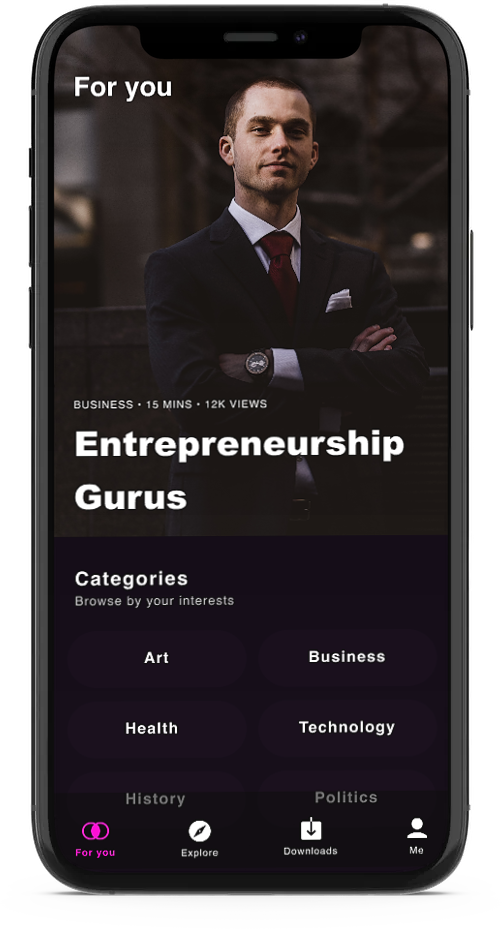 For you
BUSINESS • 15 MINS • 12K VIEWS
Entrepreneurship
Gurus
Categories
Browse by your interests
Art
Business
Health
Technology
History
Politics
For you
Explore
Downloads
Me